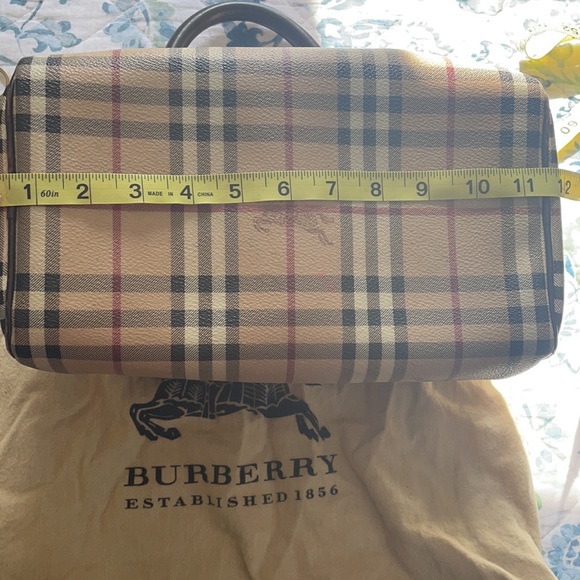 1 60in 2 3 MADE IN 4 CHINA 5 6 7 8 9 10 11 12
BURBERRY
ESTABLISHED 1856